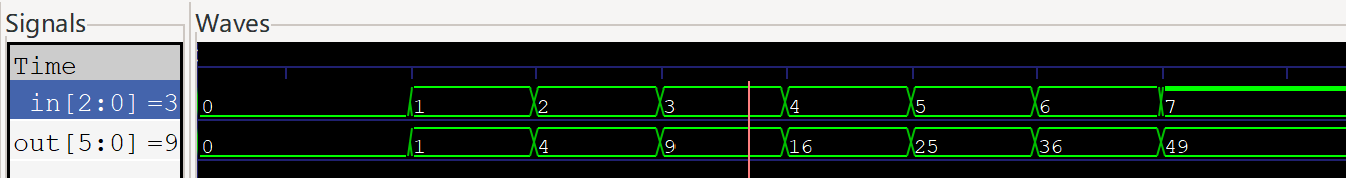 Signals
Waves
Time
in[2:0] =3
0 1 2 3 4 5 6 7
out[5:0] =9
0 1 4 9 16 25 36 49